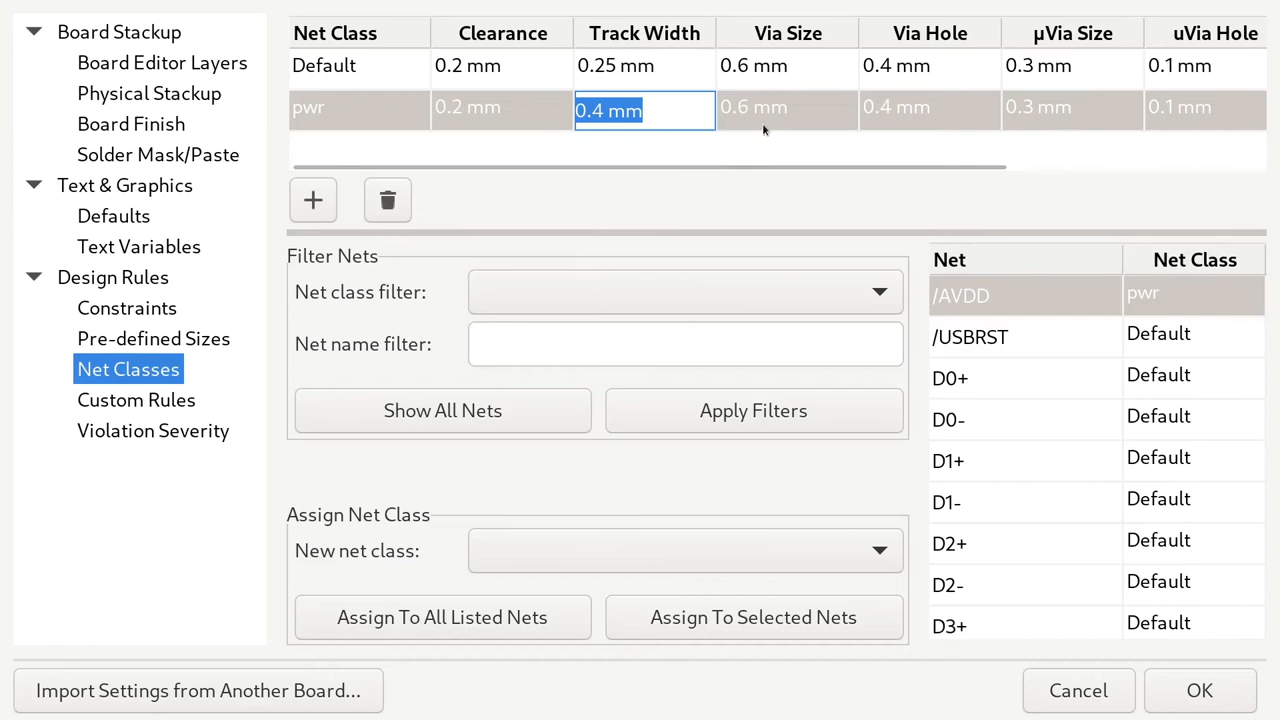 Board Stackup
Board Editor Layers
Physical Stackup
Board Finish
Solder Mask/Paste
Text & Graphics
Defaults
Text Variables
Design Rules
Constraints
Pre-defined Sizes
Net Classes
Custom Rules
Violation Severity
Net Class Clearance Track Width Via Size Via Hole µVia Size uVia Hole
Default 0.2 mm 0.25 mm 0.6 mm 0.4 mm 0.3 mm 0.1 mm
pwr 0.2 mm 0.4 mm 0.6 mm 0.4 mm 0.3 mm 0.1 mm
Filter Nets
Net class filter:
Net name filter:
Show All Nets Apply Filters
Assign Net Class
New net class:
Assign To All Listed Nets Assign To Selected Nets
Net Net Class
/AVDD pwr
/USBRST Default
D0+ Default
D0- Default
D1+ Default
D1- Default
D2+ Default
D2- Default
D3+ Default
Import Settings from Another Board... Cancel OK